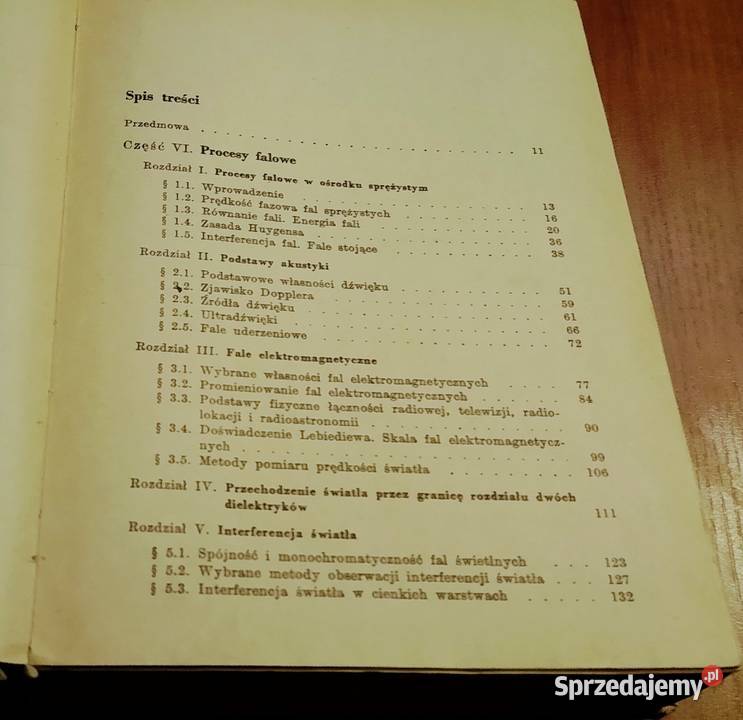 Spis treści
Przedmowa . . . . . . . . . . . . . . . . . . . . 11
Część VI. Procesy falowe
Rozdział I. Procesy falowe w ośrodku sprężystym
§ 1.1. Wprowadzenie . . . . . . . . . . . . . 13
§ 1.2. Prędkość fazowa fal sprężystych . . . . . . . 16
§ 1.3. Równanie fali. Energia fali . . . . . . . . . 20
§ 1.4. Zasada Huygensa . . . . . . . . . . . . 36
§ 1.5. Interferencja fal. Fale stojące . . . . . . . . 38
Rozdział II. Podstawy akustyki
§ 2.1. Podstawowe własności dźwięku . . . . . . . . 51
§ 2.2. Zjawisko Dopplera . . . . . . . . . . . . 59
§ 2.3. Źródła dźwięku . . . . . . . . . . . . . 61
§ 2.4. Ultradźwięki . . . . . . . . . . . . . . 66
§ 2.5. Fale uderzeniowe . . . . . . . . . . . . 72
Rozdział III. Fale elektromagnetyczne
§ 3.1. Wybrane własności fal elektromagnetycznych . . . . 77
§ 3.2. Promieniowanie fal elektromagnetycznych . . . . . 84
§ 3.3. Podstawy fizyczne łączności radiowej, telewizji, radio-
lokacji i radioastronomii . . . . . . . . . . 90
§ 3.4. Doświadczenie Lebiediewa. Skala fal elektromagnetycz-
nych . . . . . . . . . . . . . . . . . 99
§ 3.5. Metody pomiaru prędkości światła . . . . . . . 106
Rozdział IV. Przechodzenie światła przez granicę rozdziału dwóch
dielektryków 111
Rozdział V. Interferencja światła
§ 5.1. Spójność i monochromatyczność fal świetlnych . . . 123
§ 5.2. Wybrane metody obserwacji interferencji światła . . . 127
§ 5.3. Interferencja światła w cienkich warstwach . . . . . 132
Sprzedajemy.pl